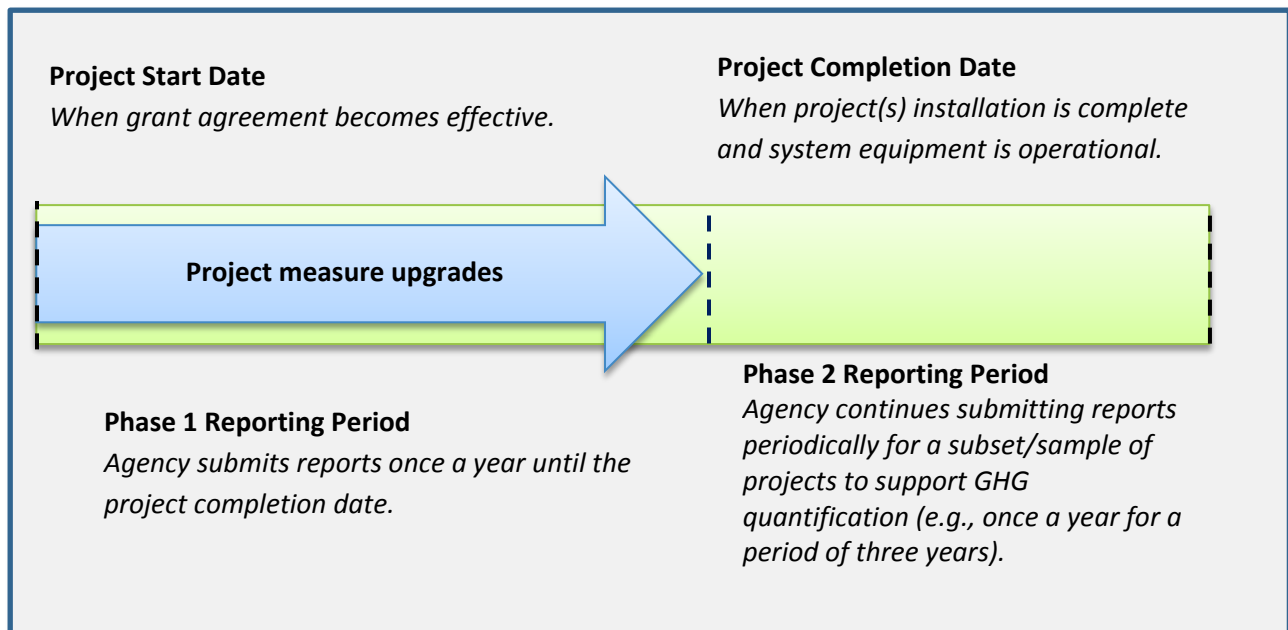 Project Start Date
When grant agreement becomes effective.
Project Completion Date
When project(s) installation is complete
and system equipment is operational.
Project measure upgrades
Phase 1 Reporting Period
Agency submits reports once a year until the
project completion date.
Phase 2 Reporting Period
Agency continues submitting reports
periodically for a subset/sample of
projects to support GHG
quantification (e.g., once a year for a
period of three years).